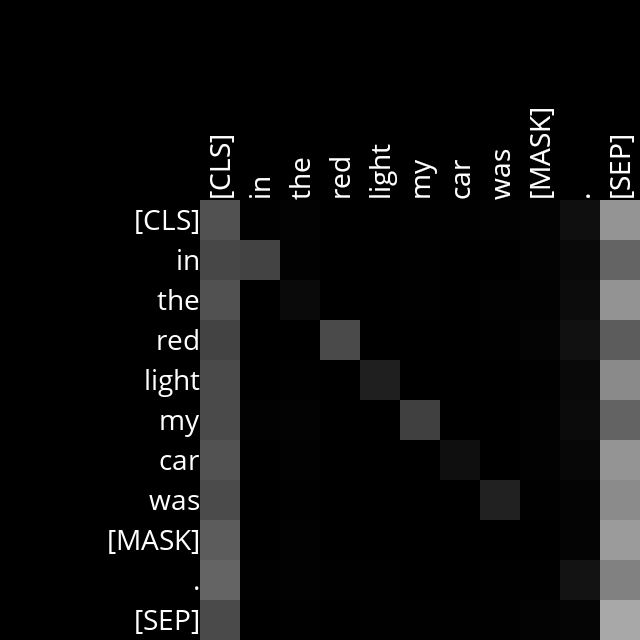 [CLS] in the red light my car was [MASK] . [SEP]
[CLS]
in
the
red
light
my
car
was
[MASK]
.
[SEP]